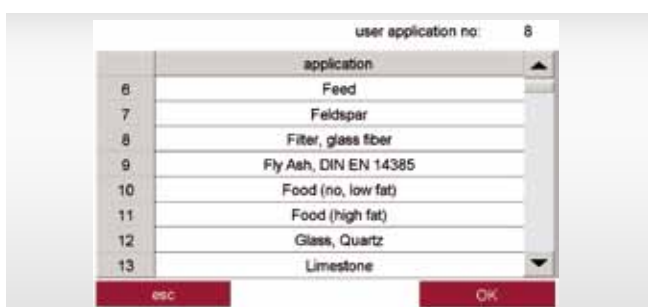 user application no: 8
application
6 Feed
7 Feldspar
8 Filter, glass fiber
9 Fly Ash, DIN EN 14385
10 Food (no, low fat)
11 Food (high fat)
12 Glass, Quartz
13 Limestone
esc OK